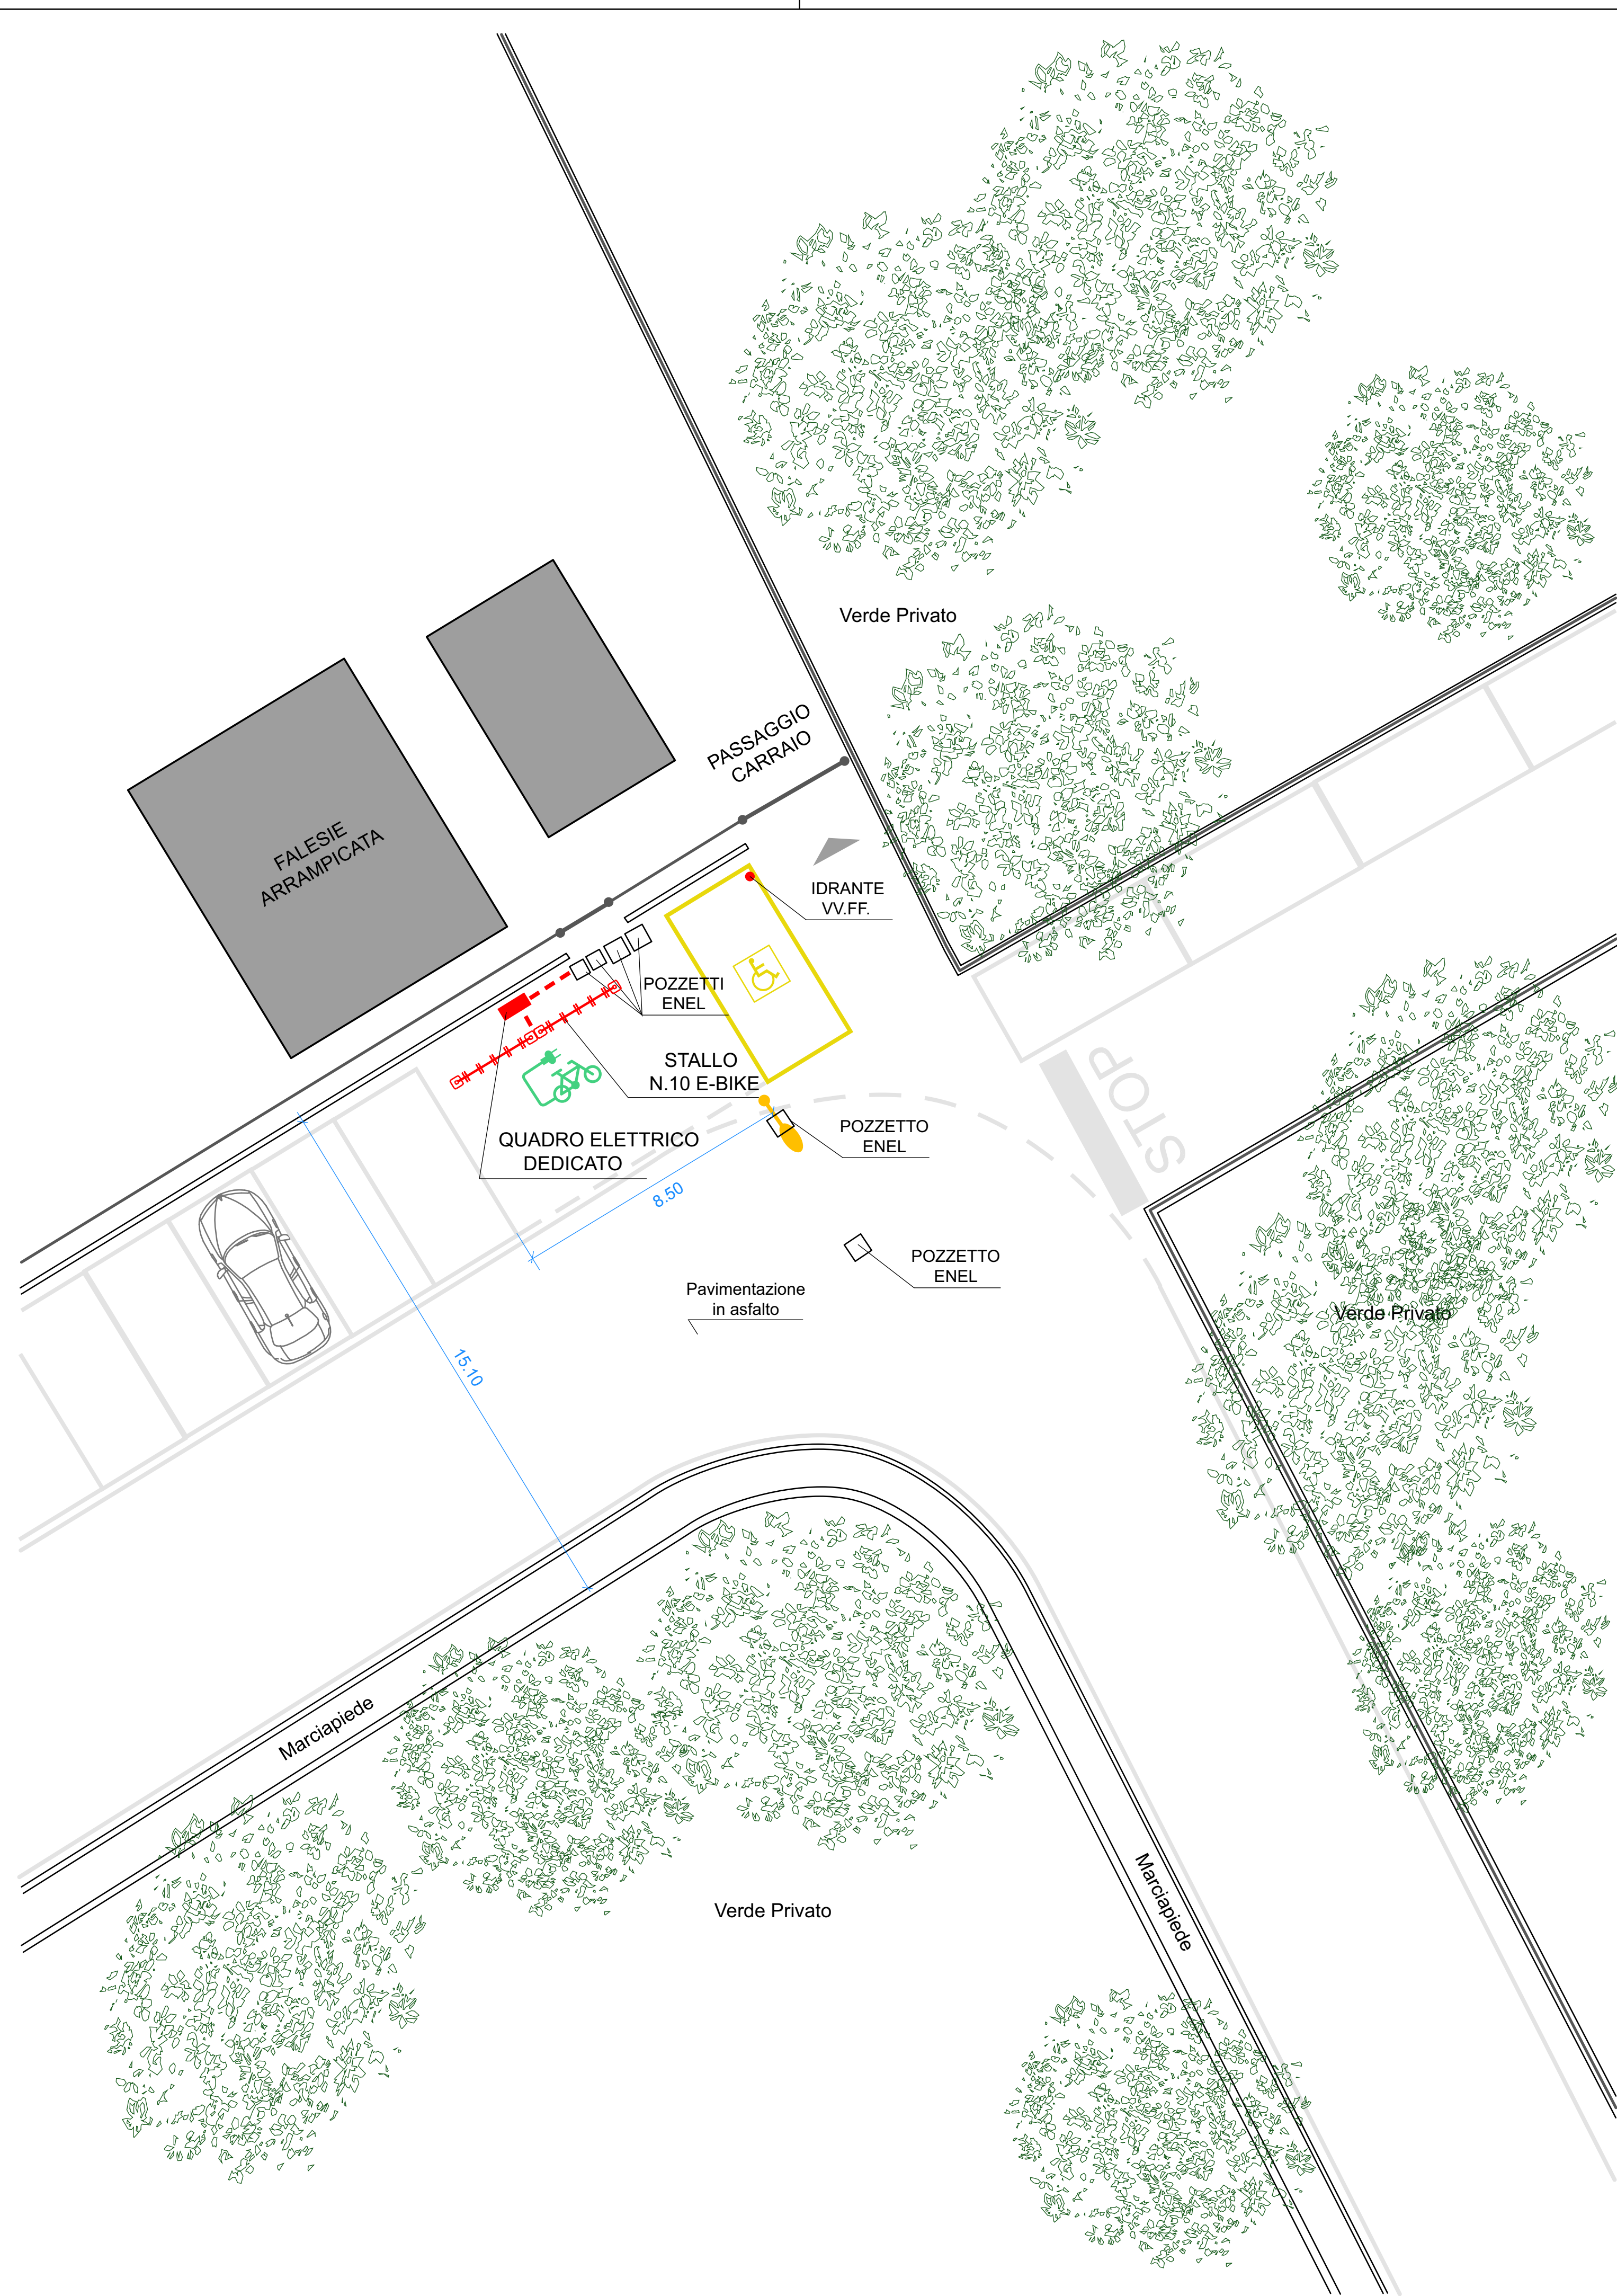 Verde Privato
PASSAGGIO
CARRAIO
FALESIE
ARRAMPICATA
IDRANTE
VV.FF.
POZZETTI
ENEL
STALLO
N.10 E-BIKE
STOP
QUADRO ELETTRICO
DEDICATO
POZZETTO
ENEL
8.50
POZZETTO
ENEL
Pavimentazione
in asfalto
Verde Privato
15.10
Marciapiede
Marciapiede
Verde Privato